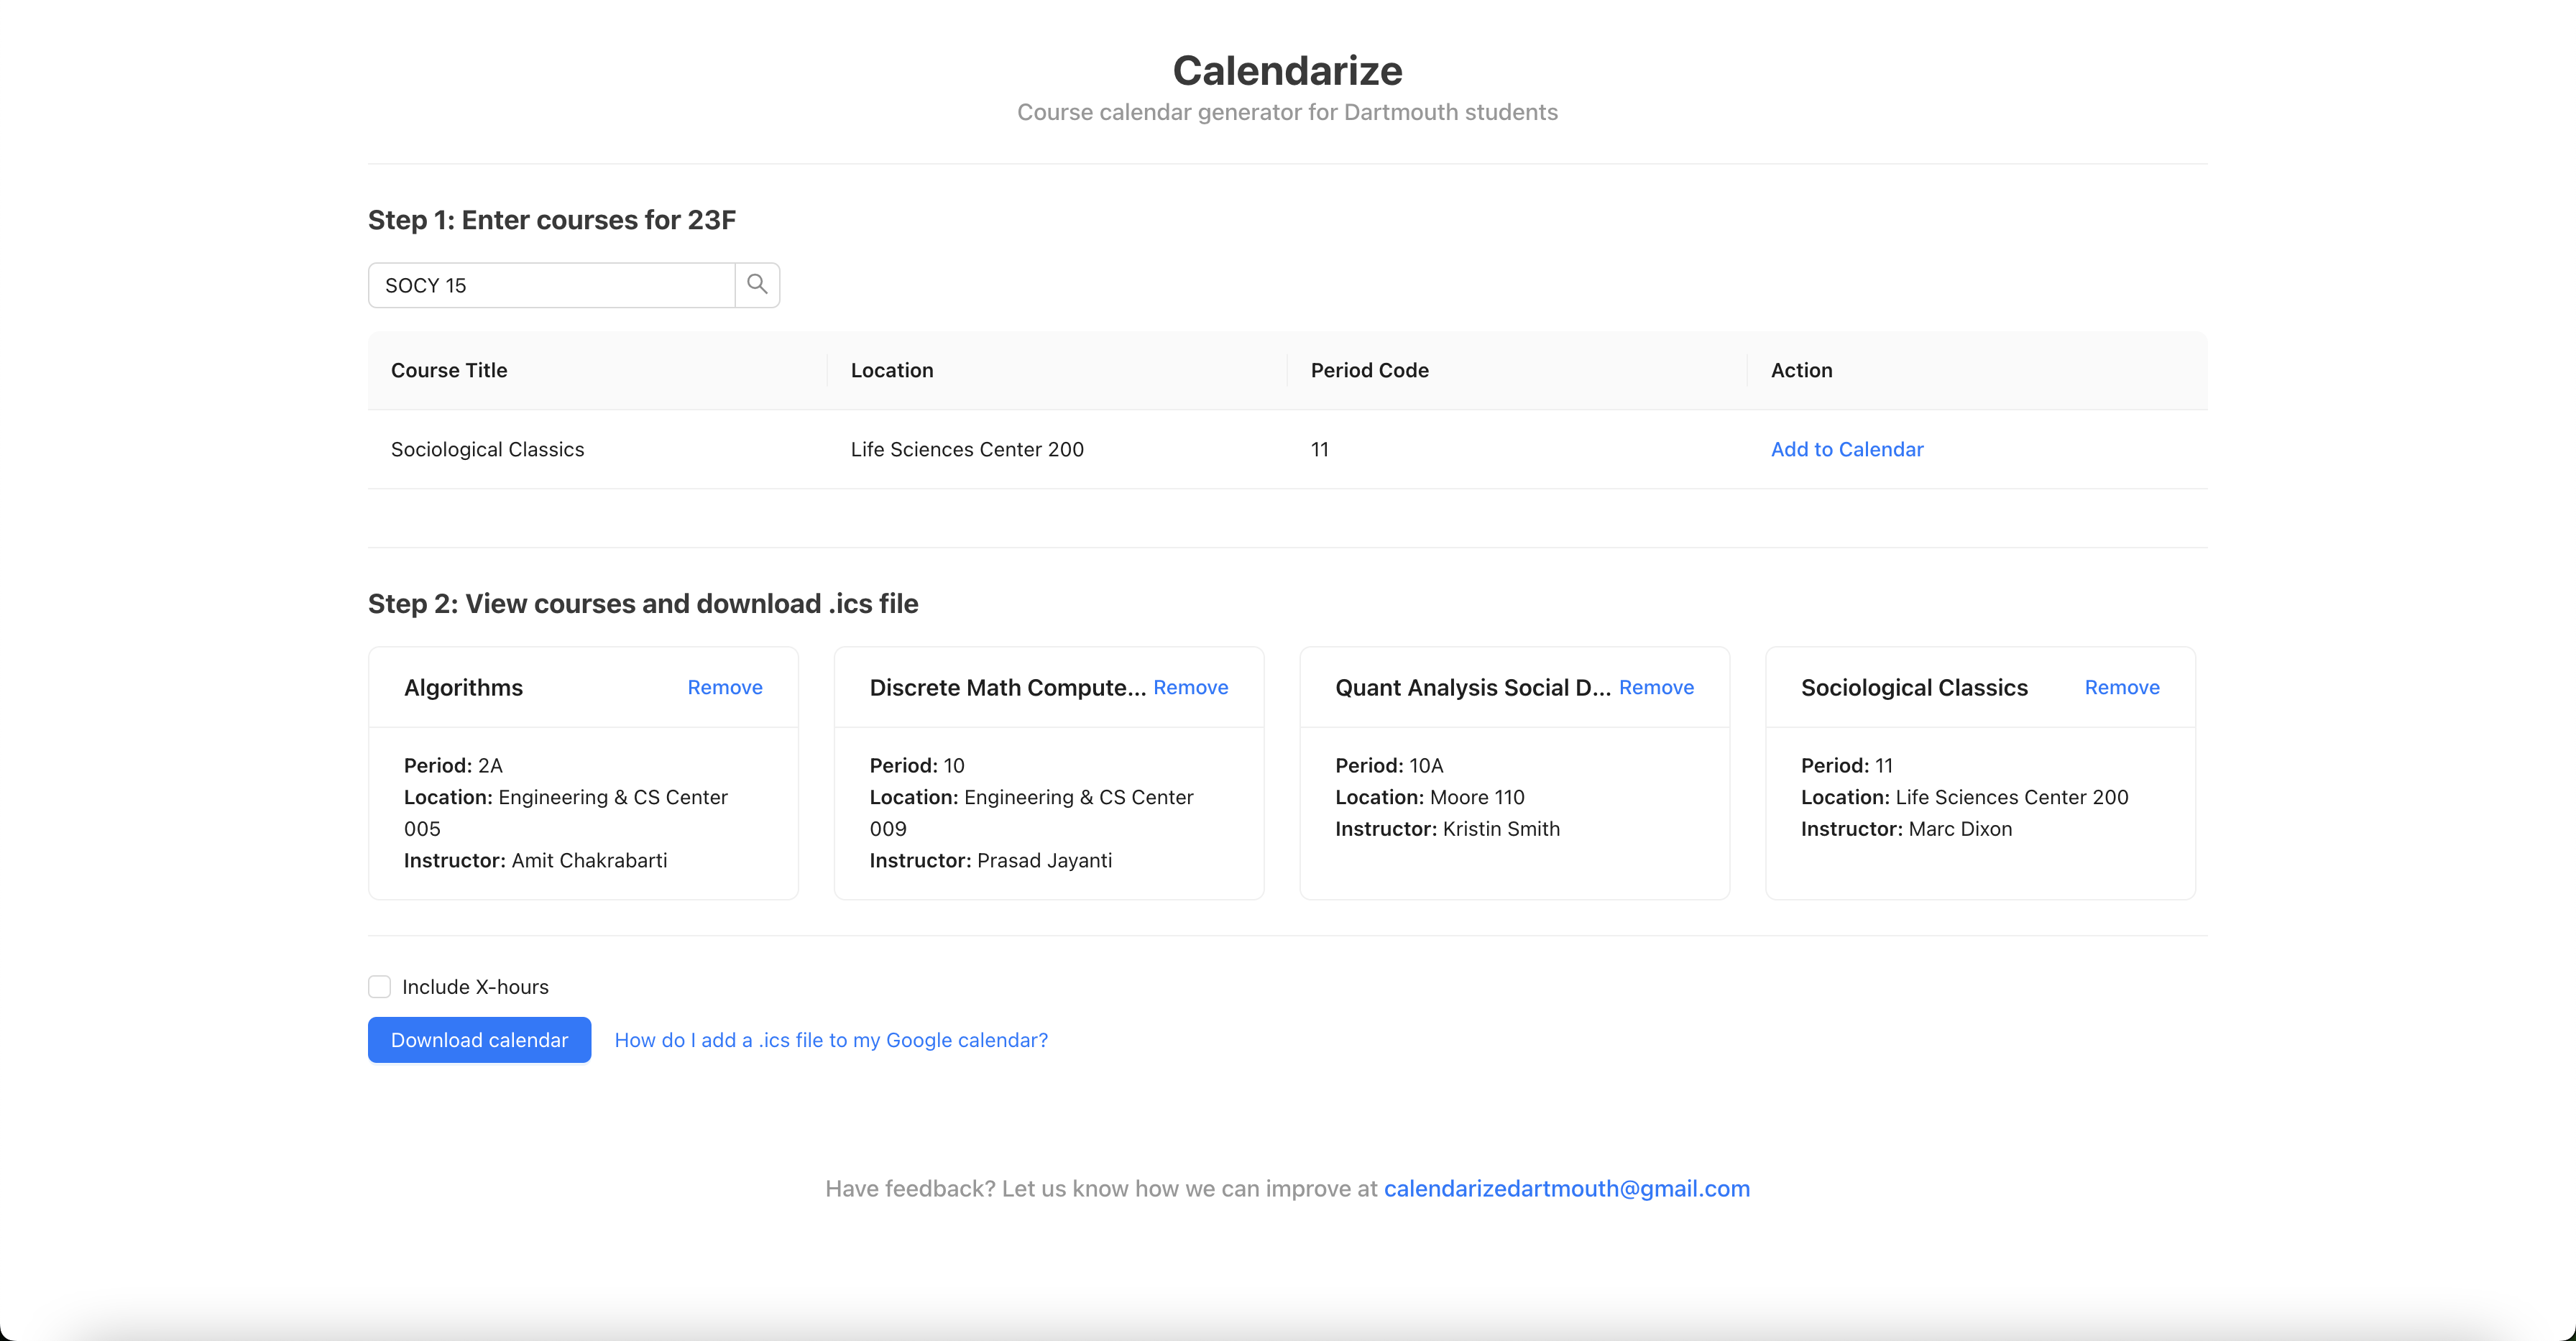 Calendarize
Course calendar generator for Dartmouth students
Step 1: Enter courses for 23F
SOCY 15
Course Title Location Period Code Action
Sociological Classics Life Sciences Center 200 11 Add to Calendar
Step 2: View courses and download .ics file
Algorithms Remove
Period: 2A
Location: Engineering & CS Center
005
Instructor: Amit Chakrabarti
Discrete Math Compute... Remove
Period: 10
Location: Engineering & CS Center
009
Instructor: Prasad Jayanti
Quant Analysis Social D... Remove
Period: 10A
Location: Moore 110
Instructor: Kristin Smith
Sociological Classics Remove
Period: 11
Location: Life Sciences Center 200
Instructor: Marc Dixon
Include X-hours
Download calendar How do I add a .ics file to my Google calendar?
Have feedback? Let us know how we can improve at calendarizedartmouth@gmail.com